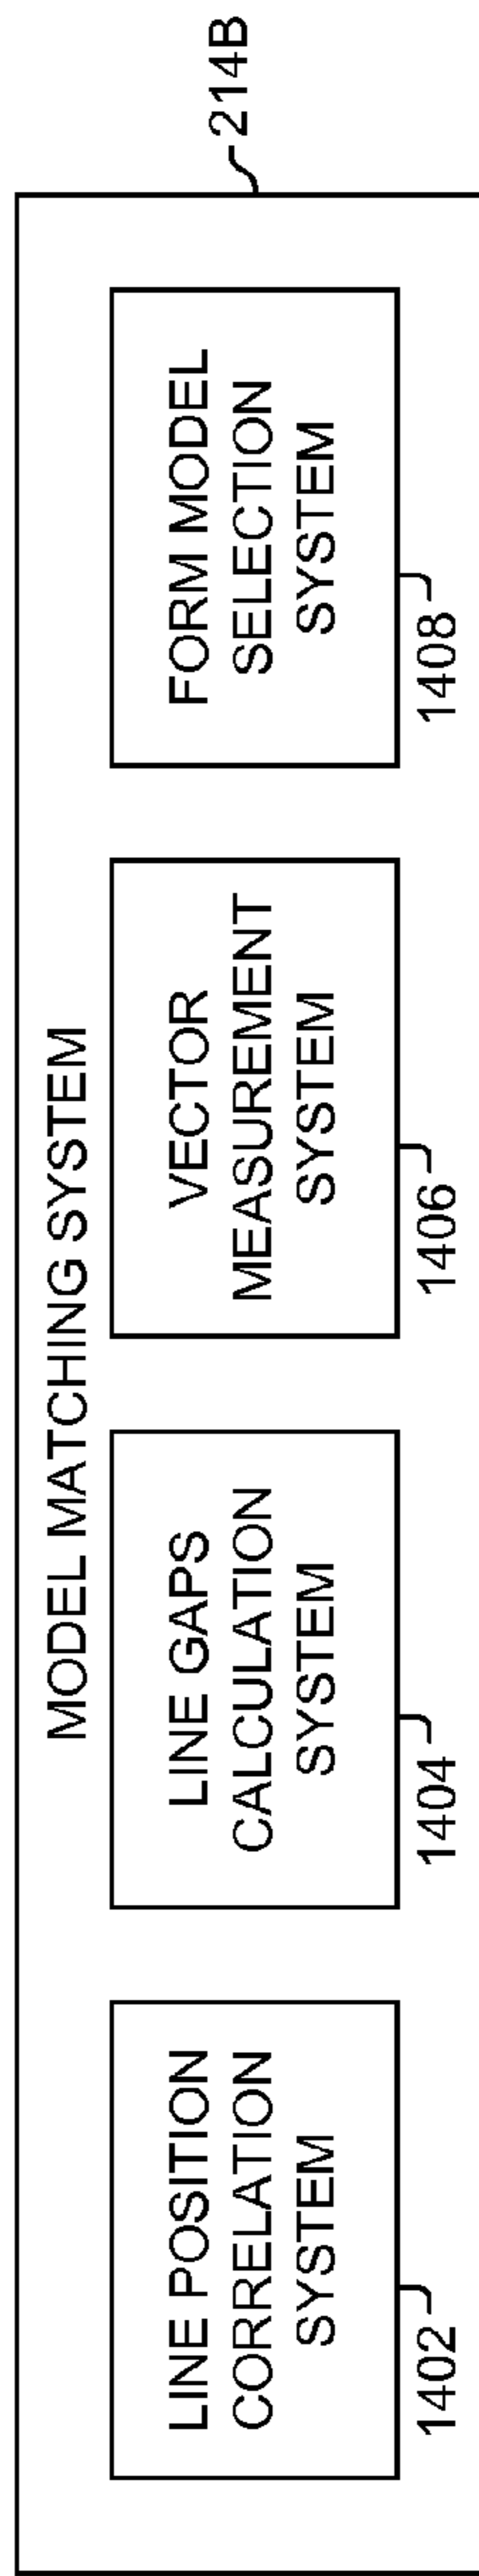 214B
MODEL MATCHING SYSTEM
LINE POSITION
CORRELATION
SYSTEM
1402
LINE GAPS
CALCULATION
SYSTEM
1404
VECTOR
MEASUREMENT
SYSTEM
1406
FORM MODEL
SELECTION
SYSTEM
1408